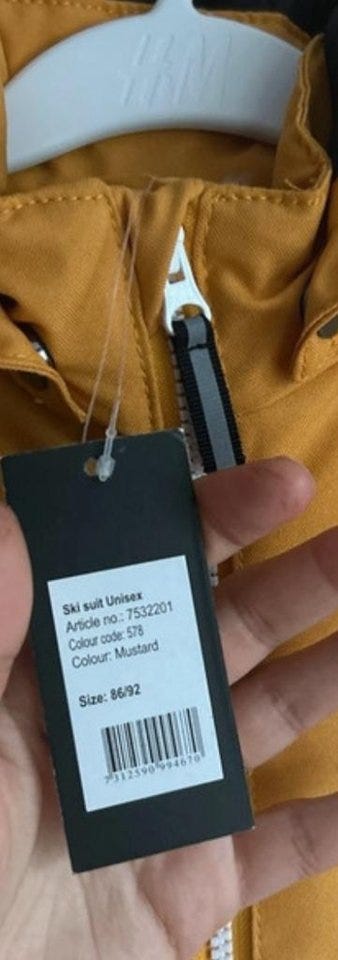 H&M
Ski suit Unisex
Article no.: 7532201
Colour code: 578
Colour: Mustard
Size: 86/92
7312590994670